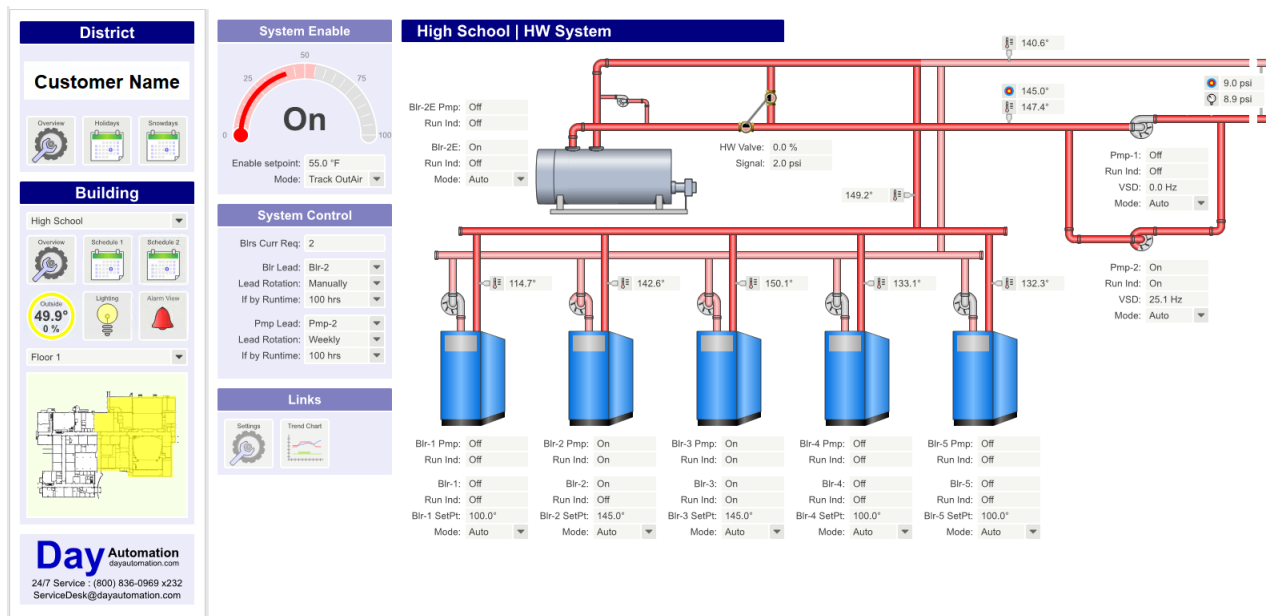 District
Customer Name
Overview
Holidays
Snowdays
Building
High School
Overview
Schedule 1
Schedule 2
Outside
49.9°
0 %
Lighting
Alarm View
Floor 1
Day Automation
dayautomation.com
24/7 Service : (800) 836-0969 x232
ServiceDesk@dayautomation.com
System Enable
0
25
50
75
100
On
Enable setpoint: 55.0 °F
Mode: Track OutAir
System Control
Blrs Curr Req: 2
Blr Lead: Blr-2
Lead Rotation: Manually
If by Runtime: 100 hrs
Pmp Lead: Pmp-2
Lead Rotation: Weekly
If by Runtime: 100 hrs
Links
Settings
Trend Chart
High School | HW System
Blr-2E Pmp: Off
Run Ind: Off
Blr-2E: On
Run Ind: Off
Mode: Auto
HW Valve: 0.0 %
Signal: 2.0 psi
140.6°
145.0°
147.4°
9.0 psi
8.9 psi
149.2°
Pmp-1: Off
Run Ind: Off
VSD: 0.0 Hz
Mode: Auto
Pmp-2: On
Run Ind: On
VSD: 25.1 Hz
Mode: Auto
114.7°
142.6°
150.1°
133.1°
132.3°
Blr-1 Pmp: Off
Run Ind: Off
Blr-1: Off
Run Ind: Off
Blr-1 SetPt: 100.0°
Mode: Auto
Blr-2 Pmp: On
Run Ind: On
Blr-2: On
Run Ind: Off
Blr-2 SetPt: 145.0°
Mode: Auto
Blr-3 Pmp: On
Run Ind: On
Blr-3: On
Run Ind: On
Blr-3 SetPt: 145.0°
Mode: Auto
Blr-4 Pmp: Off
Run Ind: Off
Blr-4: Off
Run Ind: Off
Blr-4 SetPt: 100.0°
Mode: Auto
Blr-5 Pmp: Off
Run Ind: Off
Blr-5: Off
Run Ind: Off
Blr-5 SetPt: 100.0°
Mode: Auto